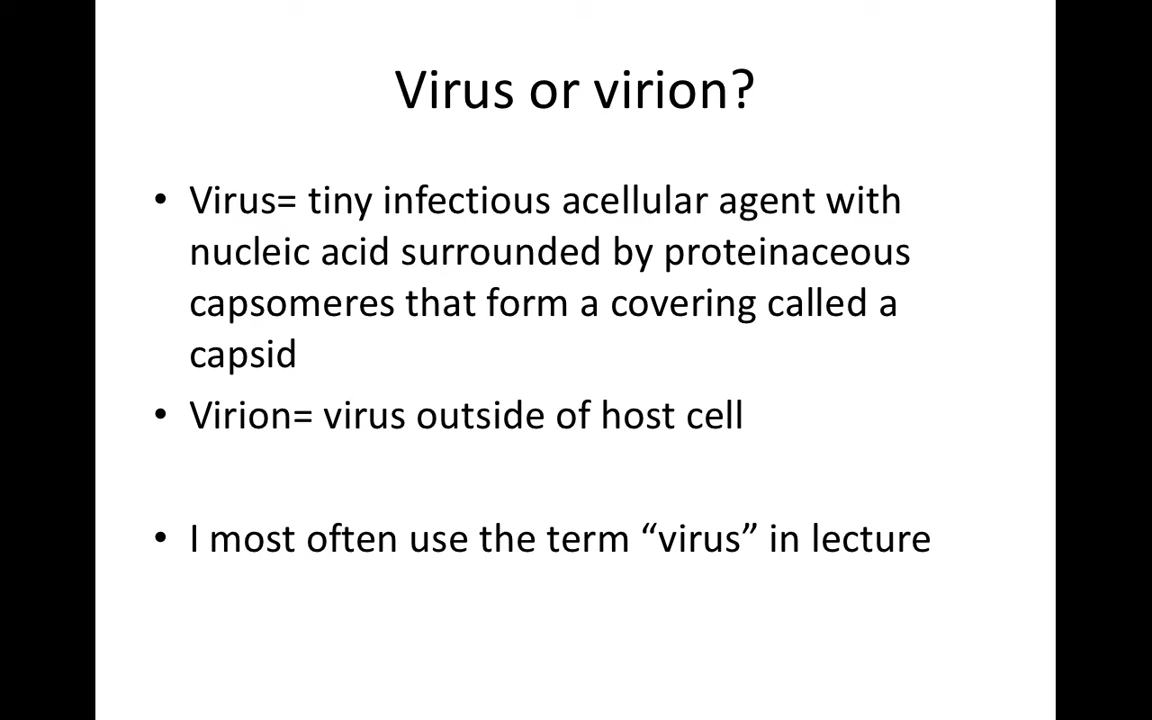 Virus or virion?
• Virus= tiny infectious acellular agent with
nucleic acid surrounded by proteinaceous
capsomeres that form a covering called a
capsid
• Virion= virus outside of host cell
• I most often use the term “virus” in lecture